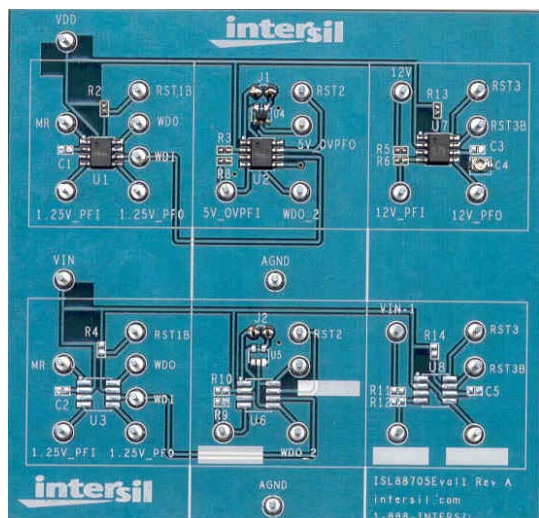 VDD
intersil
J1
12V
R2
RST1B
RST2
R13
RST3
MR
WDO
U4
U7
RST3B
5V_OVPFO
C1
WDI
R3
R8
R5
R6
C3
C4
U1
U2
1.25V_PFI
1.25V_PFO
5V_OVPFI
WDO_2
12V_PFI
12V_PFO
VIN
AGND
J2
VIN-1
R4
RST1B
RST2
R14
RST3
MR
WDO
U5
U8
RST3B
C2
WDI
R10
R9
R11
R12
C5
U3
U6
1.25V_PFI
1.25V_PFO
WDO_2
AGND
intersil
ISL88705Eval1 Rev A
intersil.com
1-888-INTERSIL